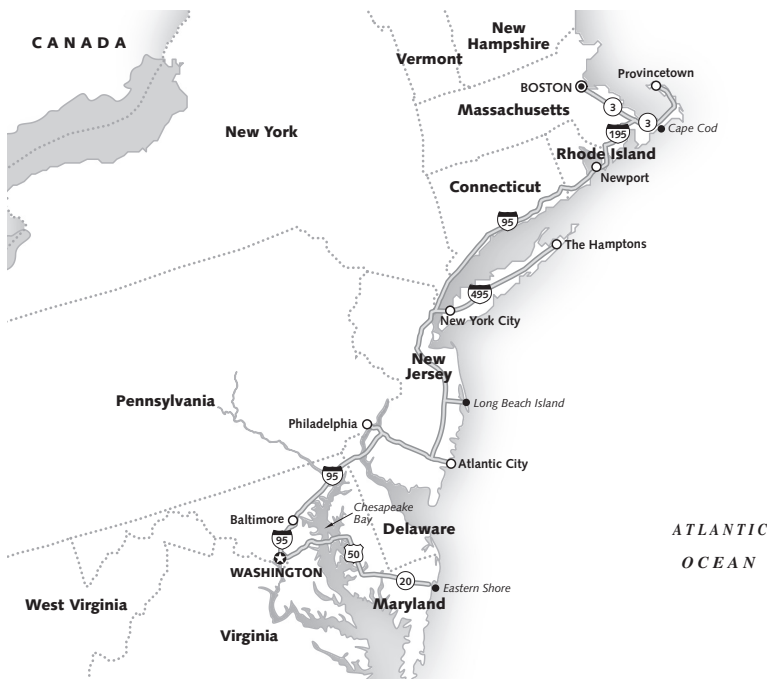 CANADA
New
Hampshire
Vermont
BOSTON
Provincetown
Massachusetts
3
3
Cape Cod
New York
195
Rhode Island
Newport
Connecticut
95
The Hamptons
495
New York City
New
Jersey
Pennsylvania
Long Beach Island
Philadelphia
Atlantic City
95
Chesapeake
Bay
Baltimore
Delaware
ATLANTIC
OCEAN
95
50
WASHINGTON
20
Eastern Shore
West Virginia
Maryland
Virginia